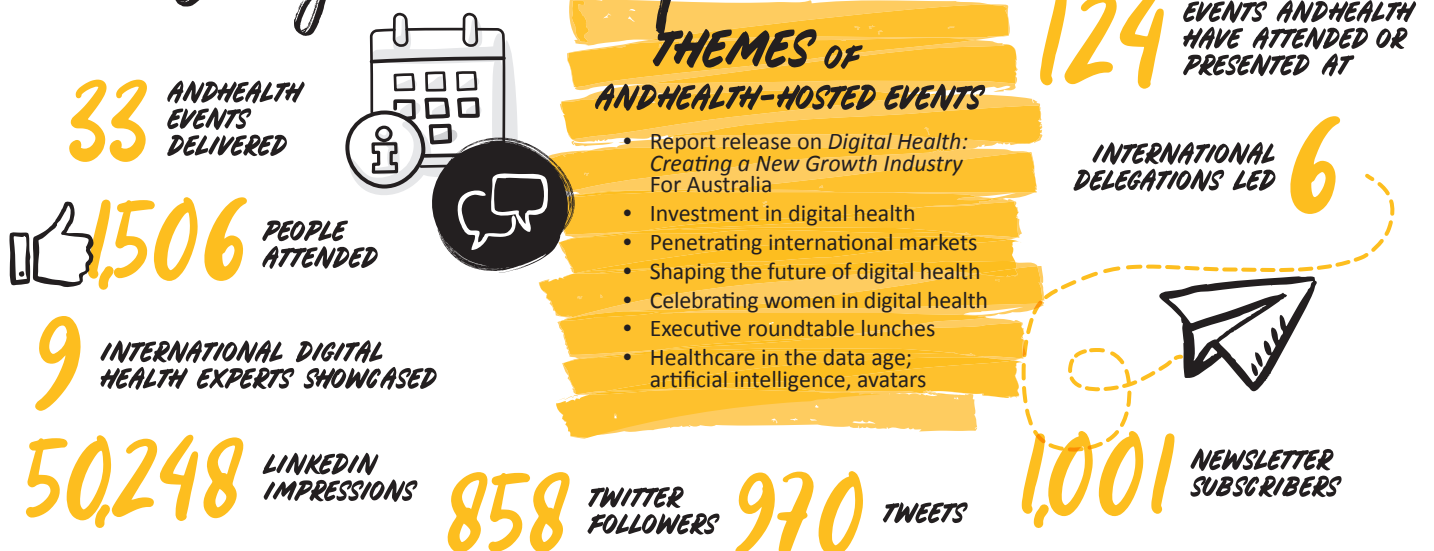 33
ANDHEALTH
EVENTS
DELIVERED
1,506
PEOPLE
ATTENDED
9
INTERNATIONAL DIGITAL
HEALTH EXPERTS SHOWCASED
50,248
LINKEDIN
IMPRESSIONS
THEMES OF
ANDHEALTH-HOSTED EVENTS
• Report release on Digital Health:
Creating a New Growth Industry
For Australia
• Investment in digital health
• Penetrating international markets
• Shaping the future of digital health
• Celebrating women in digital health
• Executive roundtable lunches
• Healthcare in the data age;
artificial intelligence, avatars
858
TWITTER
FOLLOWERS
970
TWEETS
124
EVENTS ANDHEALTH
HAVE ATTENDED OR
PRESENTED AT
INTERNATIONAL
DELEGATIONS LED
6
1,001
NEWSLETTER
SUBSCRIBERS